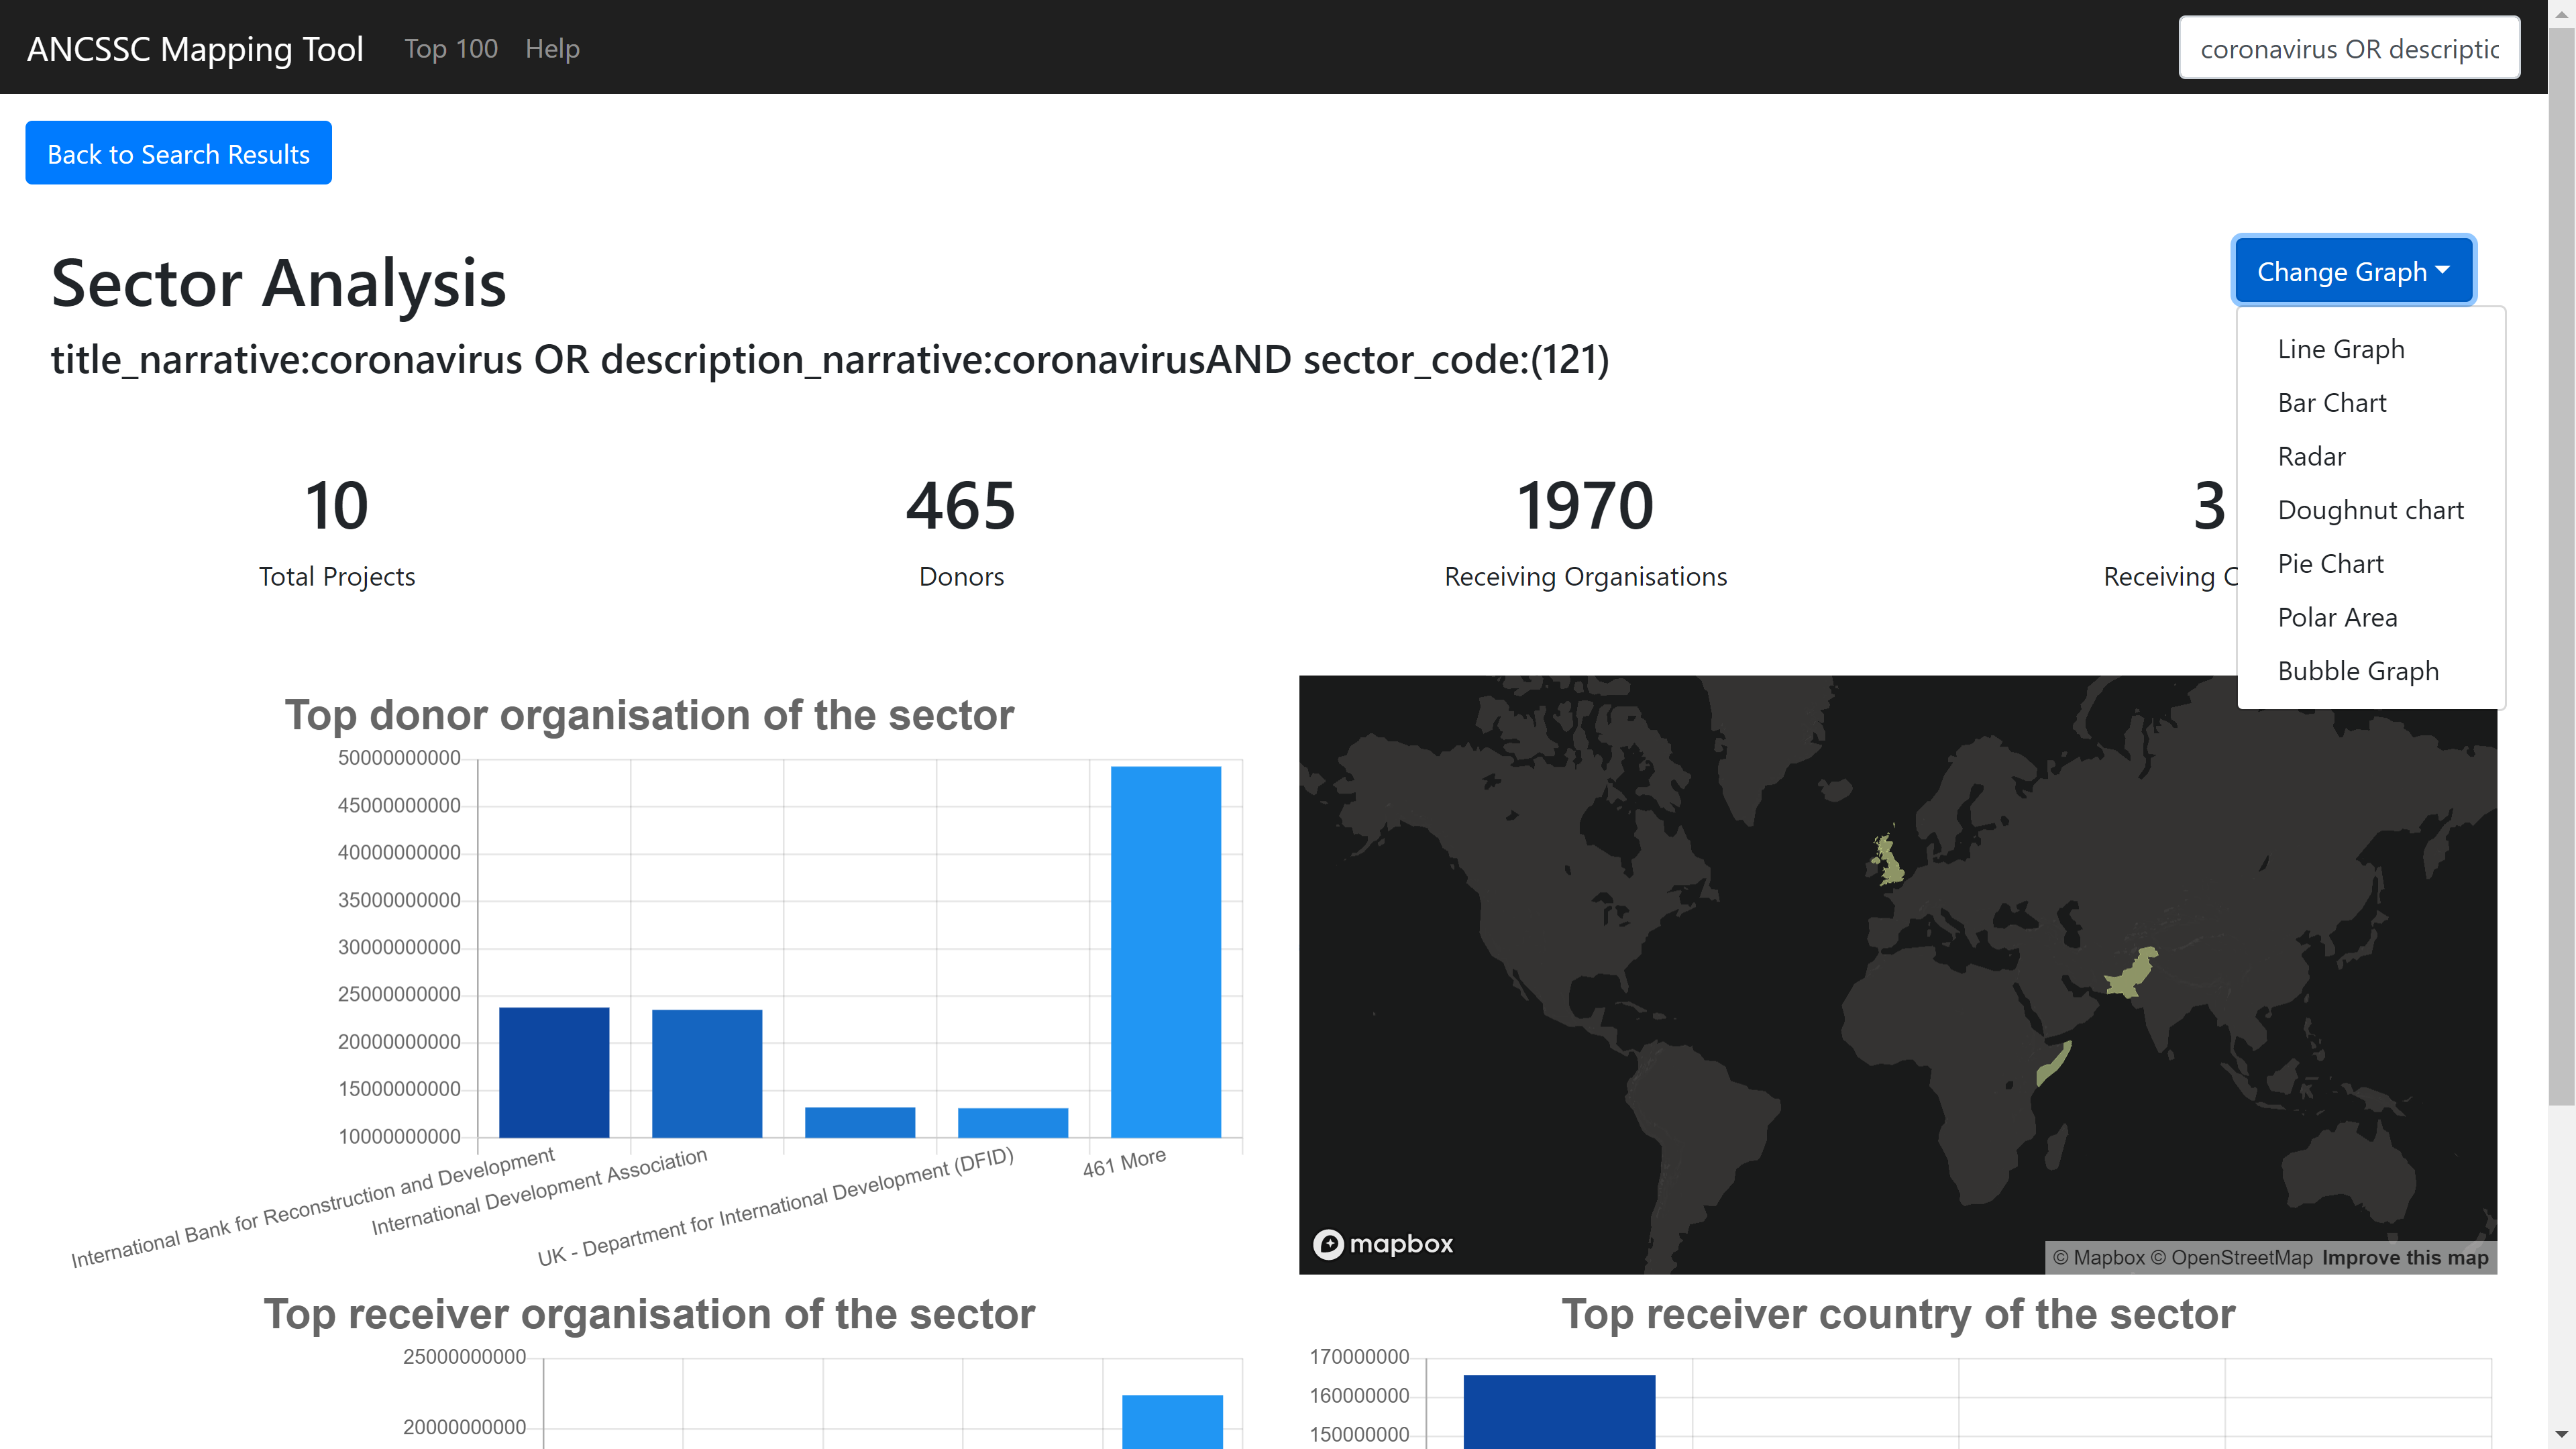 ANCSSC Mapping Tool Top 100 Help
coronavirus OR descriptic
Back to Search Results
Sector Analysis
title_narrative:coronavirus OR description_narrative:coronavirusAND sector_code:(121)
Change Graph
Line Graph
Bar Chart
Radar
Doughnut chart
Pie Chart
Polar Area
Bubble Graph
10
Total Projects
465
Donors
1970
Receiving Organisations
3
Receiving C
Top donor organisation of the sector
50000000000
45000000000
40000000000
35000000000
30000000000
25000000000
20000000000
15000000000
10000000000
International Bank for Reconstruction and Development
International Development Association
UK - Department for International Development (DFID)
461 More
mapbox
© Mapbox © OpenStreetMap Improve this map
Top receiver organisation of the sector
25000000000
20000000000
Top receiver country of the sector
170000000
160000000
150000000